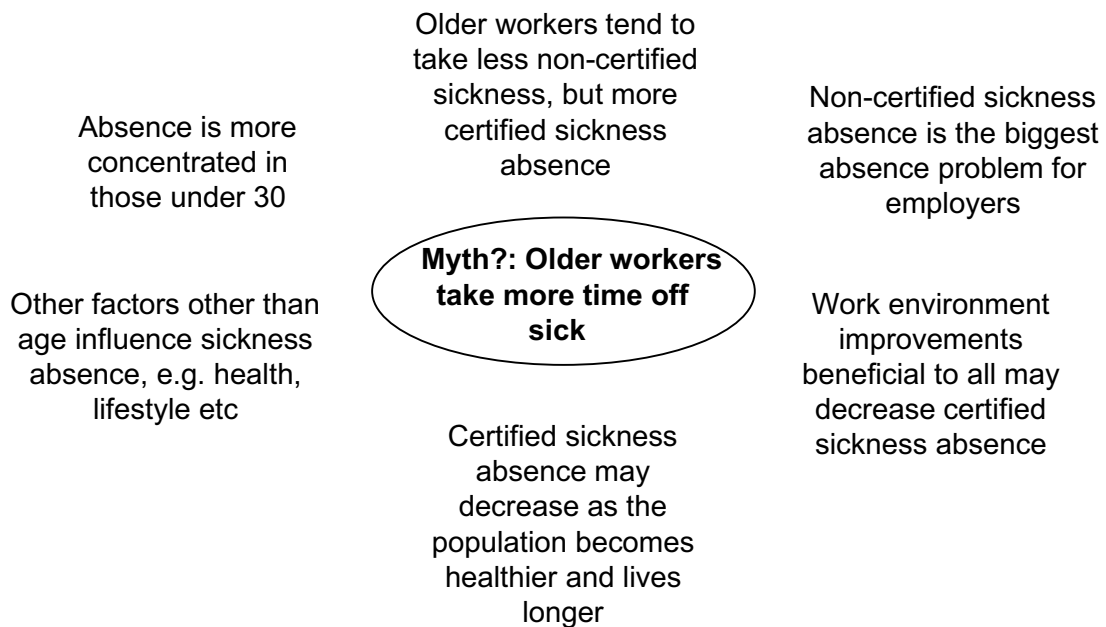 Older workers tend to
take less non-certified
sickness, but more
certified sickness
absence
Absence is more
concentrated in
those under 30
Non-certified sickness
absence is the biggest
absence problem for
employers
Myth?: Older workers
take more time off
sick
Other factors other than
age influence sickness
absence, e.g. health,
lifestyle etc
Work environment
improvements
beneficial to all may
decrease certified
sickness absence
Certified sickness
absence may
decrease as the
population becomes
healthier and lives
longer